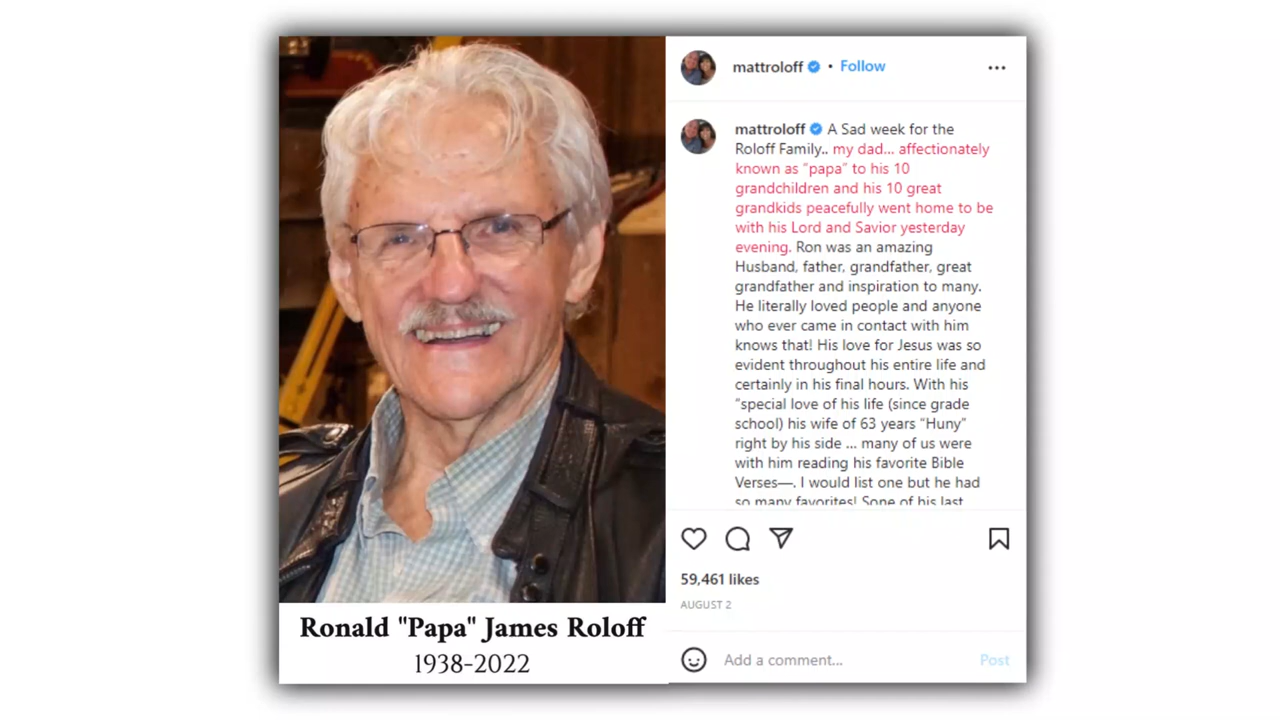 Ronald "Papa" James Roloff
1938-2022
mattroloff • Follow
mattroloff A Sad week for the
Roloff Family.. my dad... affectionately
known as "papa" to his 10
grandchildren and his 10 great
grandkids peacefully went home to be
with his Lord and Savior yesterday
evening. Ron was an amazing
Husband, father, grandfather, great
grandfather and inspiration to many.
He literally loved people and anyone
who ever came in contact with him
knows that! His love for Jesus was so
evident throughout his entire life and
certainly in his final hours. With his
“special love of his life (since grade
school) his wife of 63 years “Huny”
right by his side ... many of us were
with him reading his favorite Bible
Verses—. I would list one but he had
so many favorites! Sone of his last
59,461 likes
AUGUST 2
Add a comment...
Post